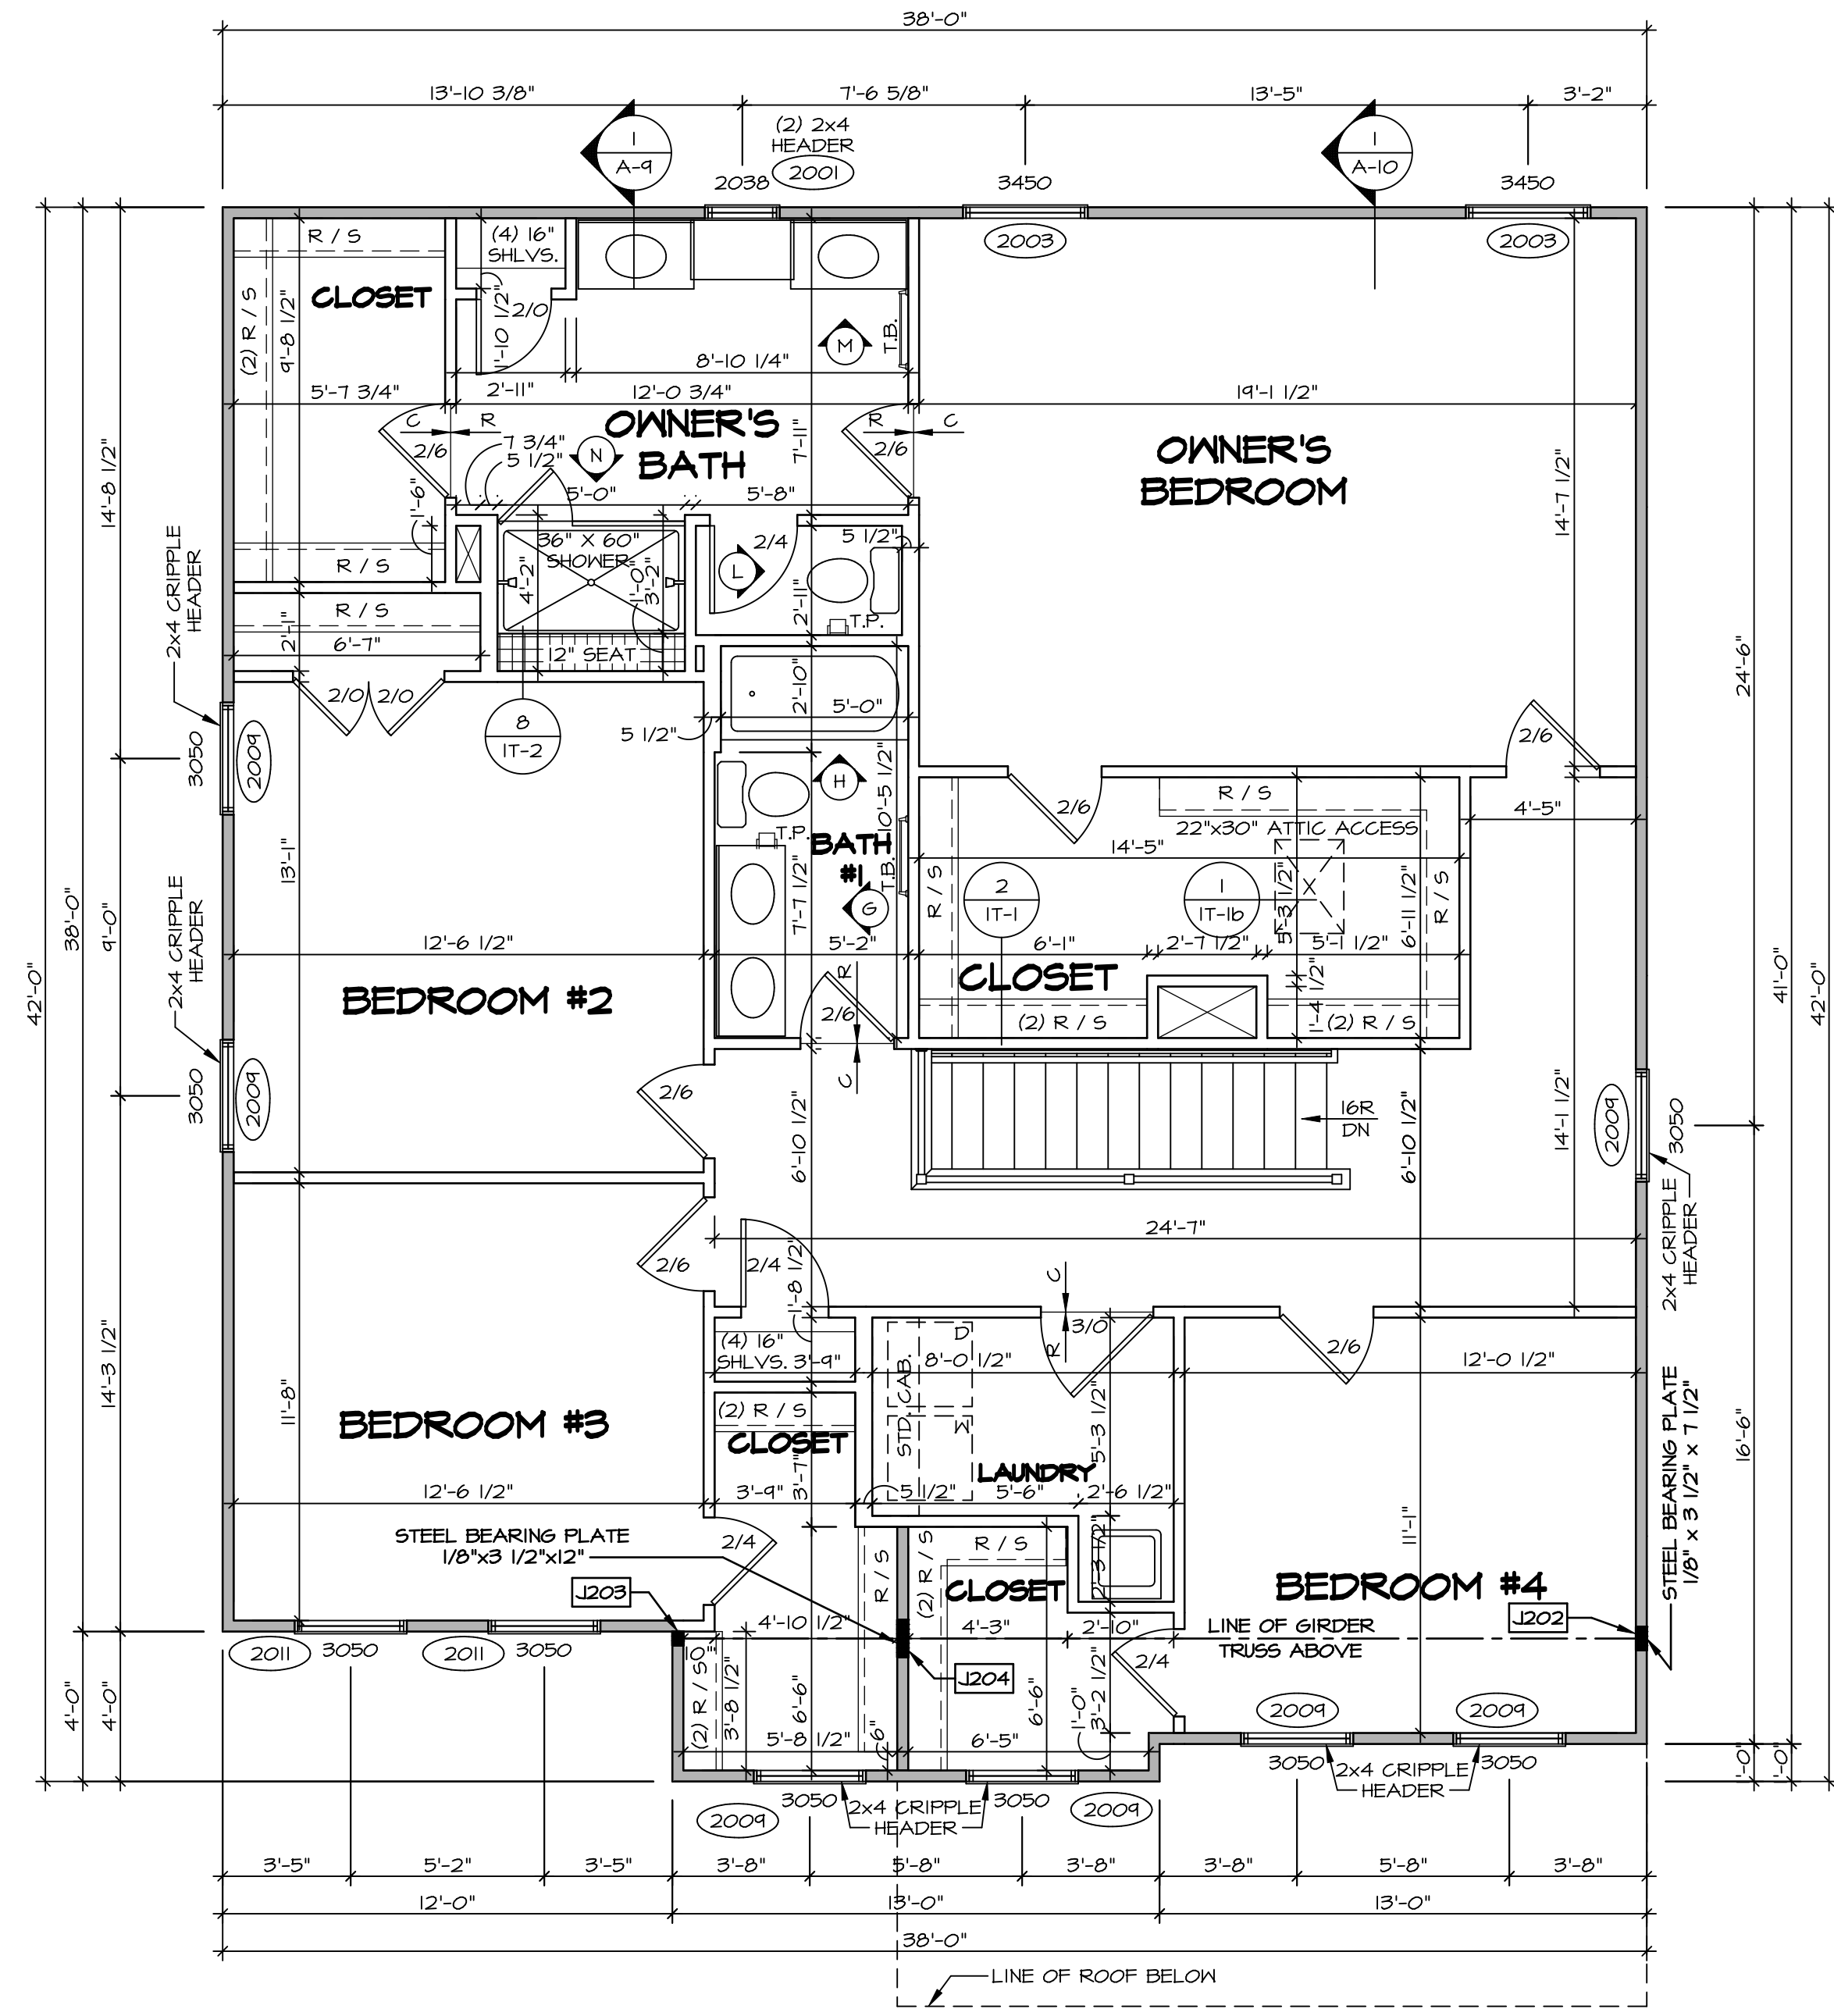 38'-0"
13'-10 3/8"
7'-6 5/8"
13'-5"
3'-2"
1
A-9
(2) 2x4
HEADER
2001
1
A-10
2038
3450
3450
2003
2003
R / S
(4) 16"
SHLVS.
CLOSET
(2) R / S
9'-8 1/2"
1'-10 1/2"
2/0
M
T.B.
8'-10 1/4"
5'-7 3/4"
2'-11"
12'-0 3/4"
19'-1 1/2"
C
R
2/6
OWNER'S
BATH
R
C
2/6
7 3/4"
5 1/2"
N
7'-11"
OWNER'S
BEDROOM
14'-7 1/2"
14'-8 1/2"
1'-6"
5'-0"
5'-8"
36" X 60"
SHOWER
2/4
5 1/2"
L
4'-2"
1'-0"
3'-2"
2'-11"
T.P.
R / S
R / S
2'-1"
6'-7"
12" SEAT
2x4 CRIPPLE
HEADER
2/0
2/0
8
1T-2
5 1/2"
2'-10"
5'-0"
24'-6"
3050
2009
2/6
H
10'-5 1/2"
2/6
R / S
4'-5"
22"x30" ATTIC ACCESS
T.P.
BATH
#1
T.B.
14'-5"
13'-1"
7'-7 1/2"
G
R / S
2
1T-1
1
1T-1b
5'-3 1/2"
6'-11 1/2"
R / S
42'-0"
38'-0"
9'-0"
2x4 CRIPPLE
HEADER
12'-6 1/2"
5'-2"
6'-1"
2'-7 1/2"
5'-1 1/2"
41'-0"
42'-0"
BEDROOM #2
R
2/6
C
CLOSET
(2) R / S
1'-4 1/2"
(2) R / S
3050
2009
2/6
16R
DN
6'-10 1/2"
6'-10 1/2"
14'-1 1/2"
2009
3050
2x4 CRIPPLE
HEADER
24'-7"
2/6
2/4
1'-8 1/2"
C
R
3/0
14'-3 1/2"
(4) 16"
SHLVS.
3'-9"
D
STD. CAB.
W
8'-0 1/2"
2/6
12'-0 1/2"
11'-8"
BEDROOM #3
(2) R / S
CLOSET
3'-7"
5'-3 1/2"
LAUNDRY
16'-6"
STEEL BEARING PLATE
1/8" x 3 1/2" x 7 1/2"
12'-6 1/2"
3'-9"
5 1/2"
5'-6"
2'-6 1/2"
STEEL BEARING PLATE
1/8"x3 1/2"x12"
2/4
R / S
(2) R / S
R / S
2'-3 1/2"
11'-1"
J203
CLOSET
BEDROOM #4
4'-10 1/2"
4'-3"
2'-10"
LINE OF GIRDER
TRUSS ABOVE
J202
2011
3050
2011
3050
10"
(2) R / S
3'-8 1/2"
6'-6"
J204
6'-6"
1'-0"
3'-2 1/2"
2/4
4'-0"
4'-0"
5'-8 1/2"
6"
6'-5"
2009
2009
3050
2x4 CRIPPLE
HEADER
3050
1'-0"
1'-0"
2009
3050
2x4 CRIPPLE
HEADER
3050
2009
3'-5"
5'-2"
3'-5"
3'-8"
5'-8"
3'-8"
3'-8"
5'-8"
3'-8"
12'-0"
13'-0"
13'-0"
38'-0"
LINE OF ROOF BELOW